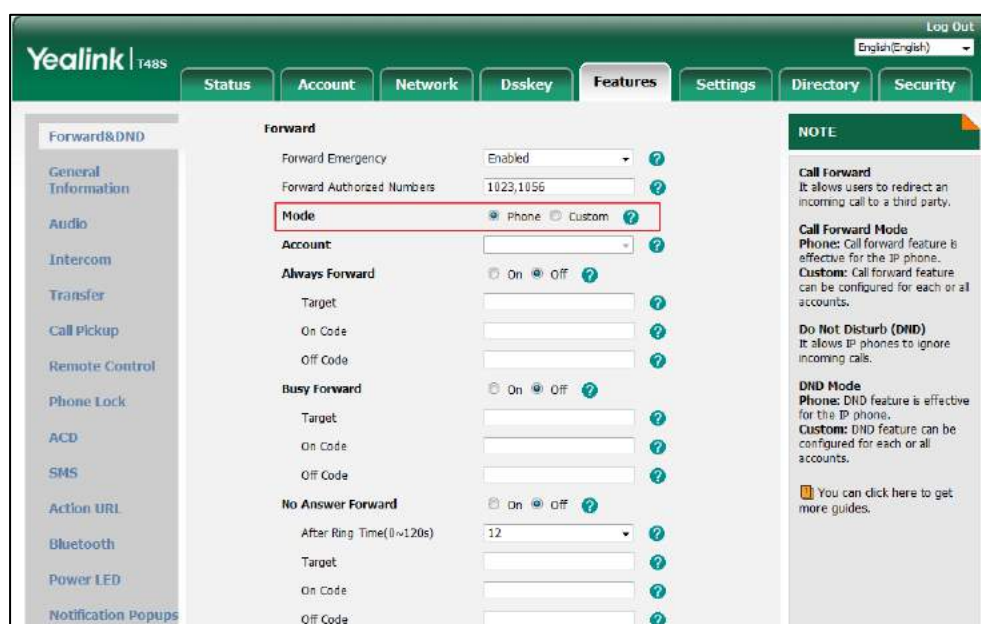 Log Out
Yealink | T48S
English(English)
Status
Account
Network
Dsskey
Features
Settings
Directory
Security
Forward&DND
General
Information
Audio
Intercom
Transfer
Call Pickup
Remote Control
Phone Lock
ACD
SMS
Action URL
Bluetooth
Power LED
Notification Popups
Forward
Forward Emergency Enabled ?
Forward Authorized Numbers 1023,1056 ?
Mode Phone Custom ?
Account ?
Always Forward On Off ?
Target ?
On Code ?
Off Code ?
Busy Forward On Off ?
Target ?
On Code ?
Off Code ?
No Answer Forward On Off ?
After Ring Time(0~120s) 12 ?
Target ?
On Code ?
Off Code ?
NOTE
Call Forward
It allows users to redirect an
incoming call to a third party.
Call Forward Mode
Phone: Call forward feature is
effective for the IP phone.
Custom: Call forward feature
can be configured for each or all
accounts.
Do Not Disturb (DND)
It allows IP phones to ignore
incoming calls.
DND Mode
Phone: DND feature is effective
for the IP phone.
Custom: DND feature can be
configured for each or all
accounts.
You can click here to get
more guides.